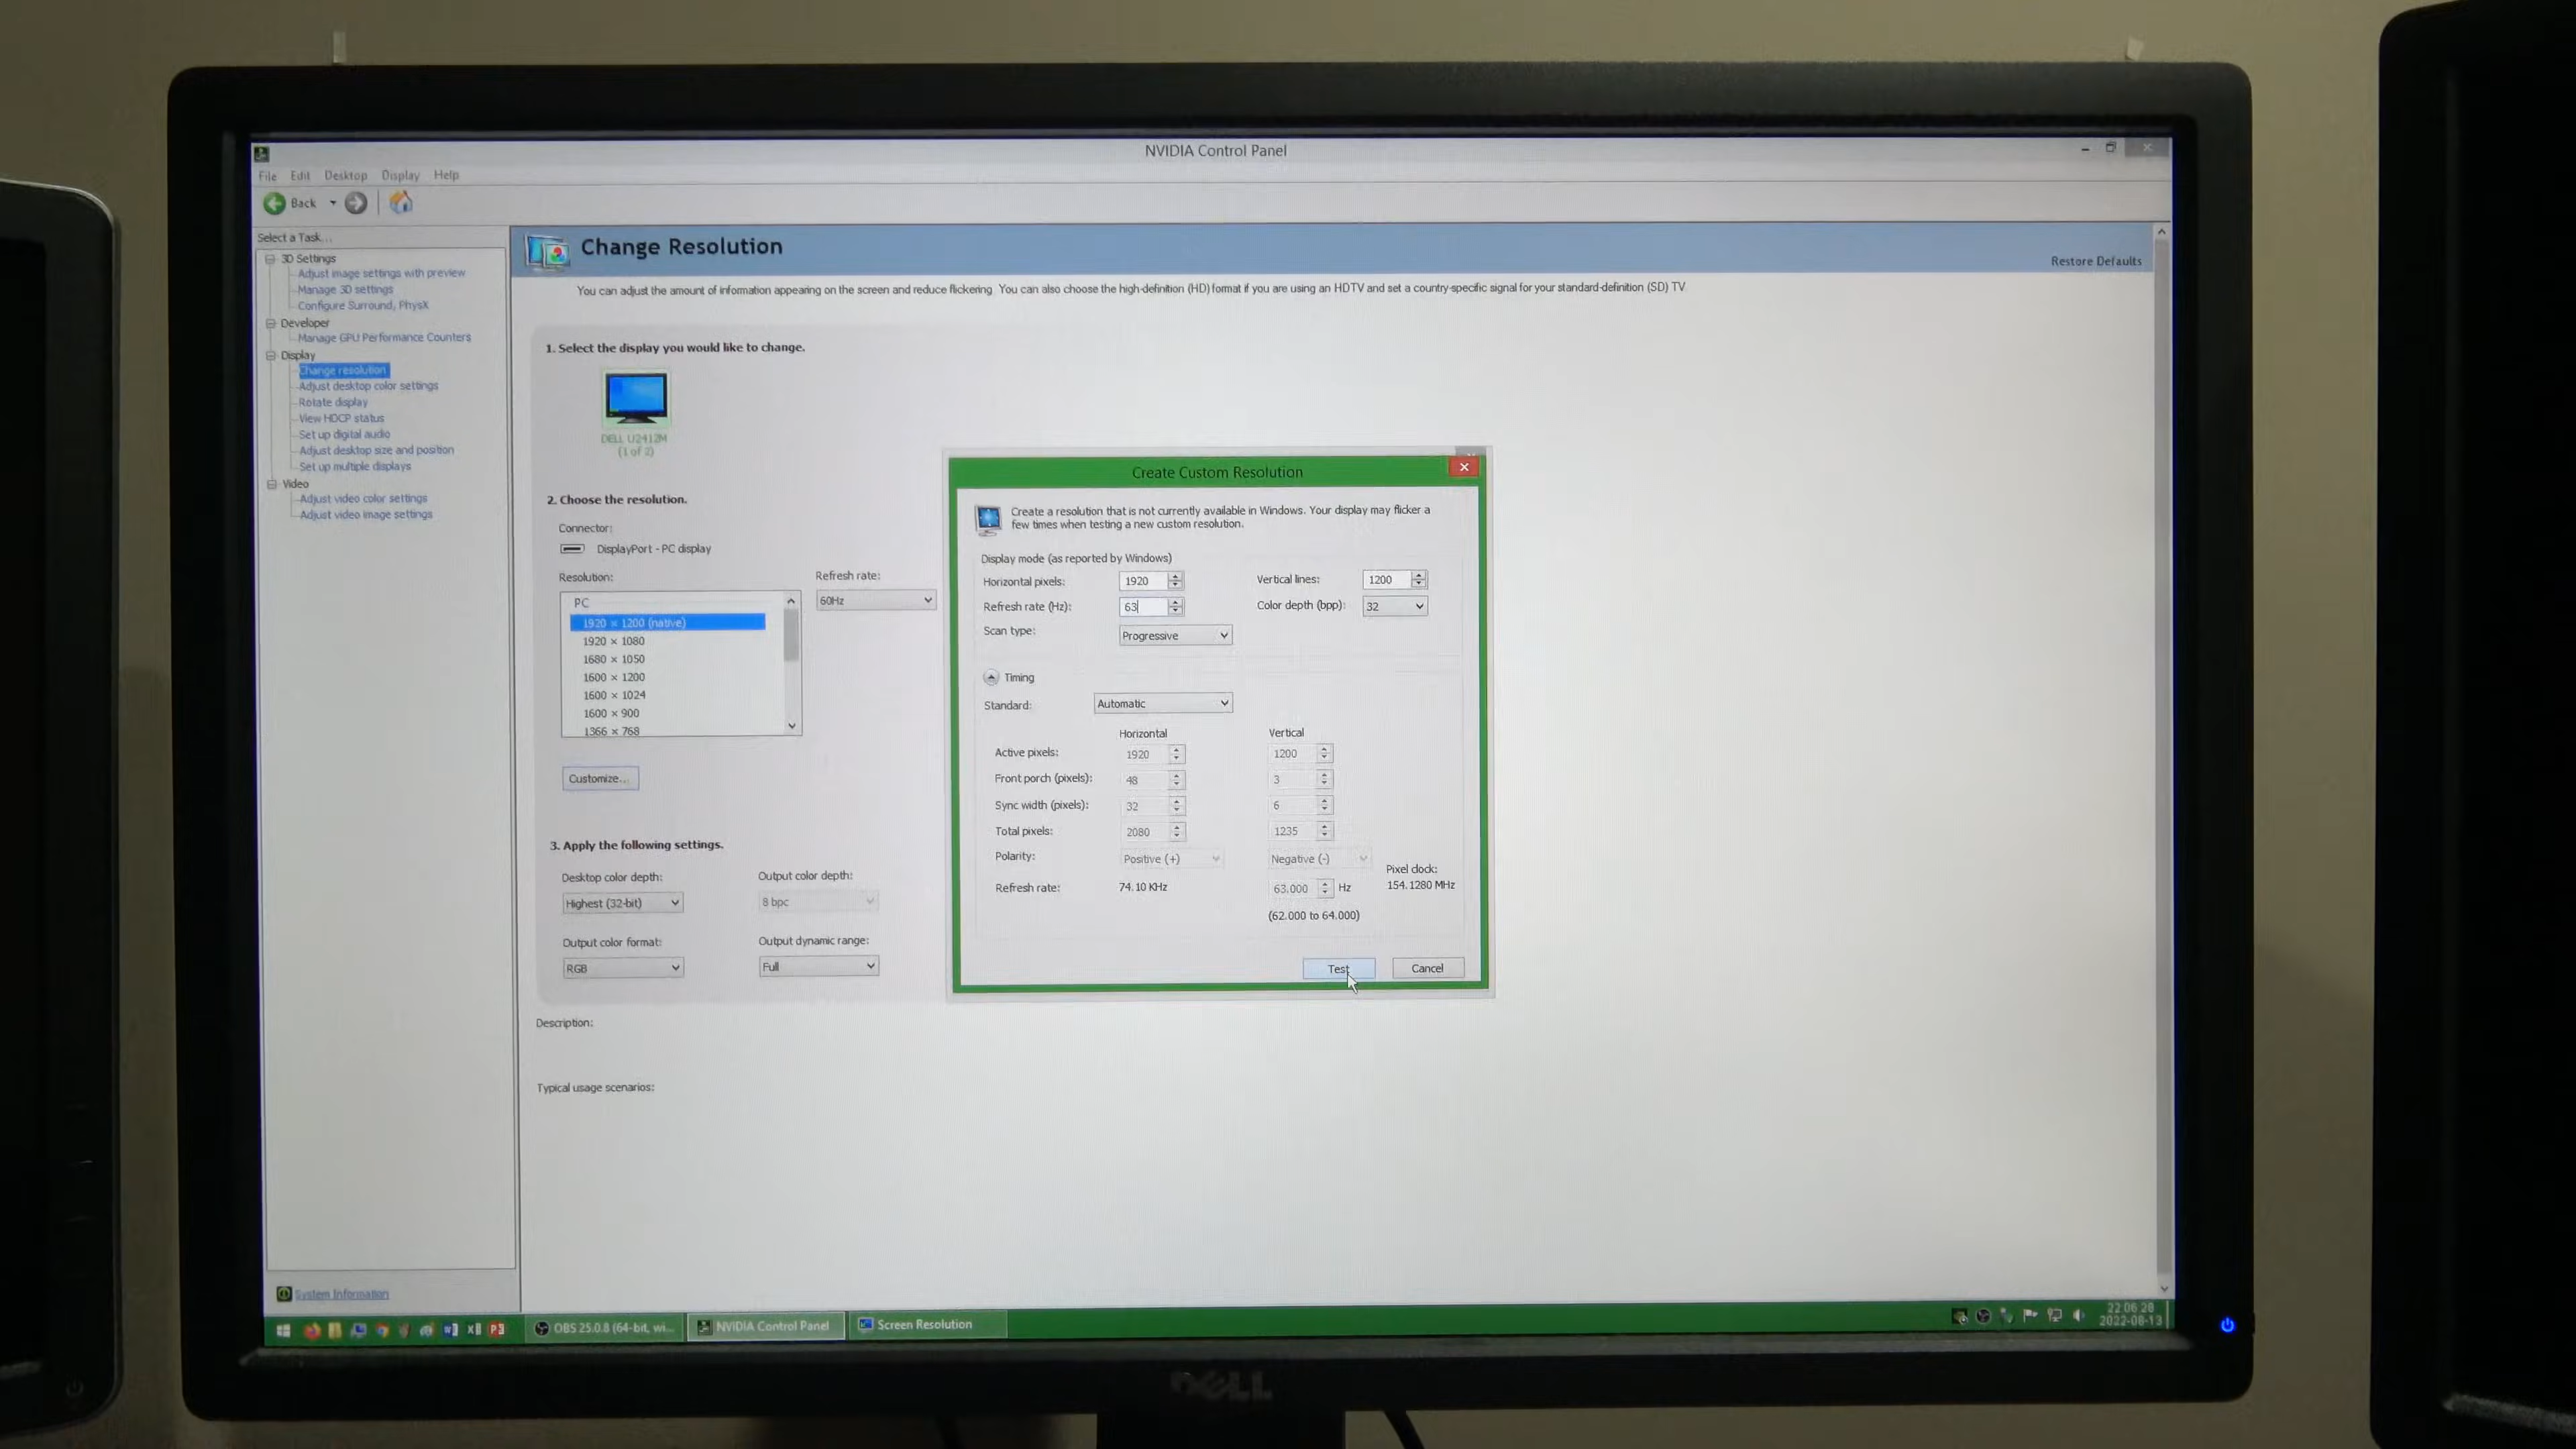 NVIDIA Control Panel
File Edit Desktop Display Help
Back
Select a Task...
3D Settings
Adjust image settings with preview
Manage 3D settings
Configure Surround, PhysX
Developer
Manage GPU Performance Counters
Display
Change resolution
Adjust desktop color settings
Rotate display
View HDCP status
Set up digital audio
Adjust desktop size and position
Set up multiple displays
Video
Adjust video color settings
Adjust video image settings
System Information
Change Resolution
Restore Defaults
You can adjust the amount of information appearing on the screen and reduce flickering. You can also choose the high-definition (HD) format if you are using an HDTV and set a country-specific signal for your standard-definition (SD) TV
1. Select the display you would like to change.
DELL U2412M
(1 of 2)
2. Choose the resolution.
Connector:
DisplayPort - PC display
Resolution:
Refresh rate:
PC
60Hz
1920 × 1200 (native)
1920 × 1080
1680 × 1050
1600 × 1200
1600 × 1024
1600 × 900
1366 × 768
Customize...
3. Apply the following settings.
Desktop color depth:
Output color depth:
Highest (32-bit)
8 bpc
Output color format:
Output dynamic range:
RGB
Full
Description:
Typical usage scenarios:
Create Custom Resolution
Create a resolution that is not currently available in Windows. Your display may flicker a
few times when testing a new custom resolution.
Display mode (as reported by Windows)
Horizontal pixels: 1920 Vertical lines: 1200
Refresh rate (Hz): 63 Color depth (bpp): 32
Scan type: Progressive
Timing
Standard: Automatic
Horizontal Vertical
Active pixels: 1920 1200
Front porch (pixels): 48 3
Sync width (pixels): 32 6
Total pixels: 2080 1235
Polarity: Positive (+) Negative (-)
Pixel clock:
Refresh rate: 74.10 KHz 63.000 Hz 154.1280 MHz
(62.000 to 64.000)
Test Cancel
OBS 25.0.8 (64-bit, wi...
NVIDIA Control Panel
Screen Resolution
22:06:20
2022-08-13
DELL